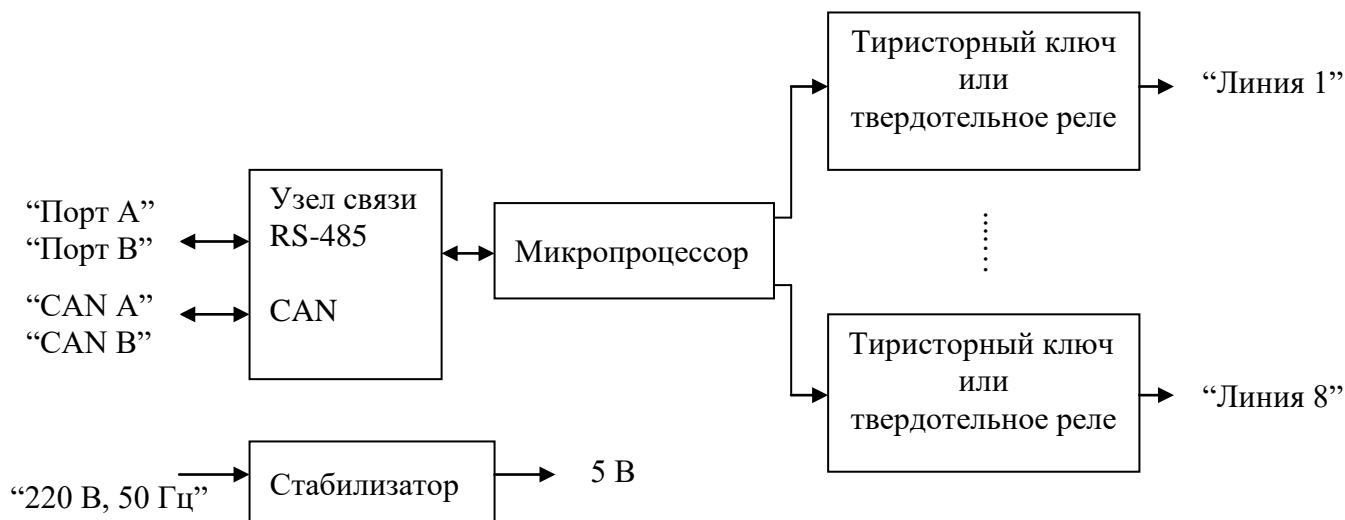 Тиристорный ключ
или
твердотельное реле
“Линия 1”
“Порт А”
“Порт В”
“CAN А”
“CAN В”
Узел связи
RS-485
CAN
Микропроцессор
Тиристорный ключ
или
твердотельное реле
“Линия 8”
“220 В, 50 Гц”
Стабилизатор
5 В